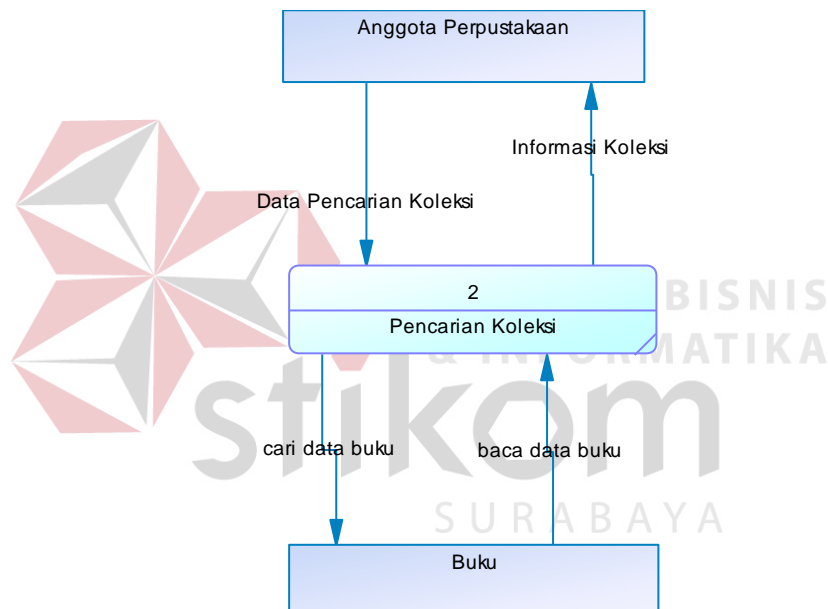 Anggota Perpustakaan
Informasi Koleksi
Data Pencarian Koleksi
2
BISNIS
Pencarian Koleksi
& INFORMATIKA
stikom
cari data buku
baca data buku
SURABAYA
Buku